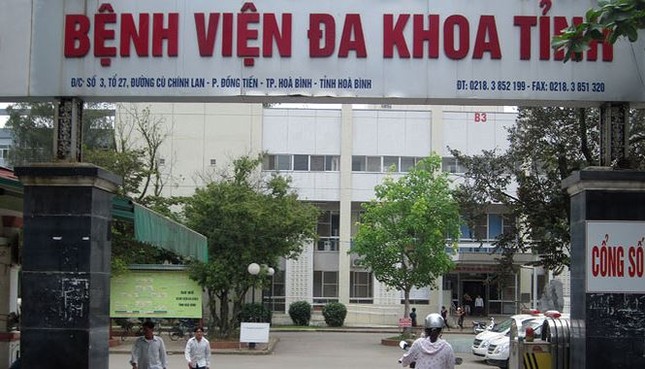 BỆNH VIỆN ĐA KHOA TỈNH
Đ/C: SỐ 3, TỔ 27, ĐƯỜNG CÙ CHÍNH LAN - P. ĐỒNG TIẾN - TP. HOÀ BÌNH - TỈNH HOÀ BÌNH
ĐT: 0218. 3 852 199 - FAX: 0218. 3 851 320
B3
CỔNG SỐ